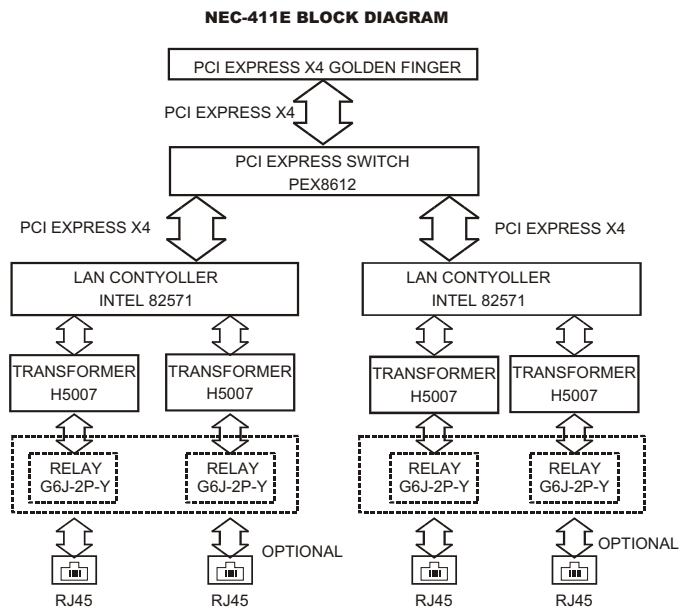 NEC-411E BLOCK DIAGRAM
PCI EXPRESS X4 GOLDEN FINGER
PCI EXPRESS X4
PCI EXPRESS SWITCH
PEX8612
PCI EXPRESS X4
PCI EXPRESS X4
LAN CONTYOLLER
INTEL 82571
LAN CONTYOLLER
INTEL 82571
TRANSFORMER
H5007
TRANSFORMER
H5007
TRANSFORMER
H5007
TRANSFORMER
H5007
RELAY
G6J-2P-Y
RELAY
G6J-2P-Y
RELAY
G6J-2P-Y
RELAY
G6J-2P-Y
OPTIONAL
OPTIONAL
RJ45
RJ45
RJ45
RJ45